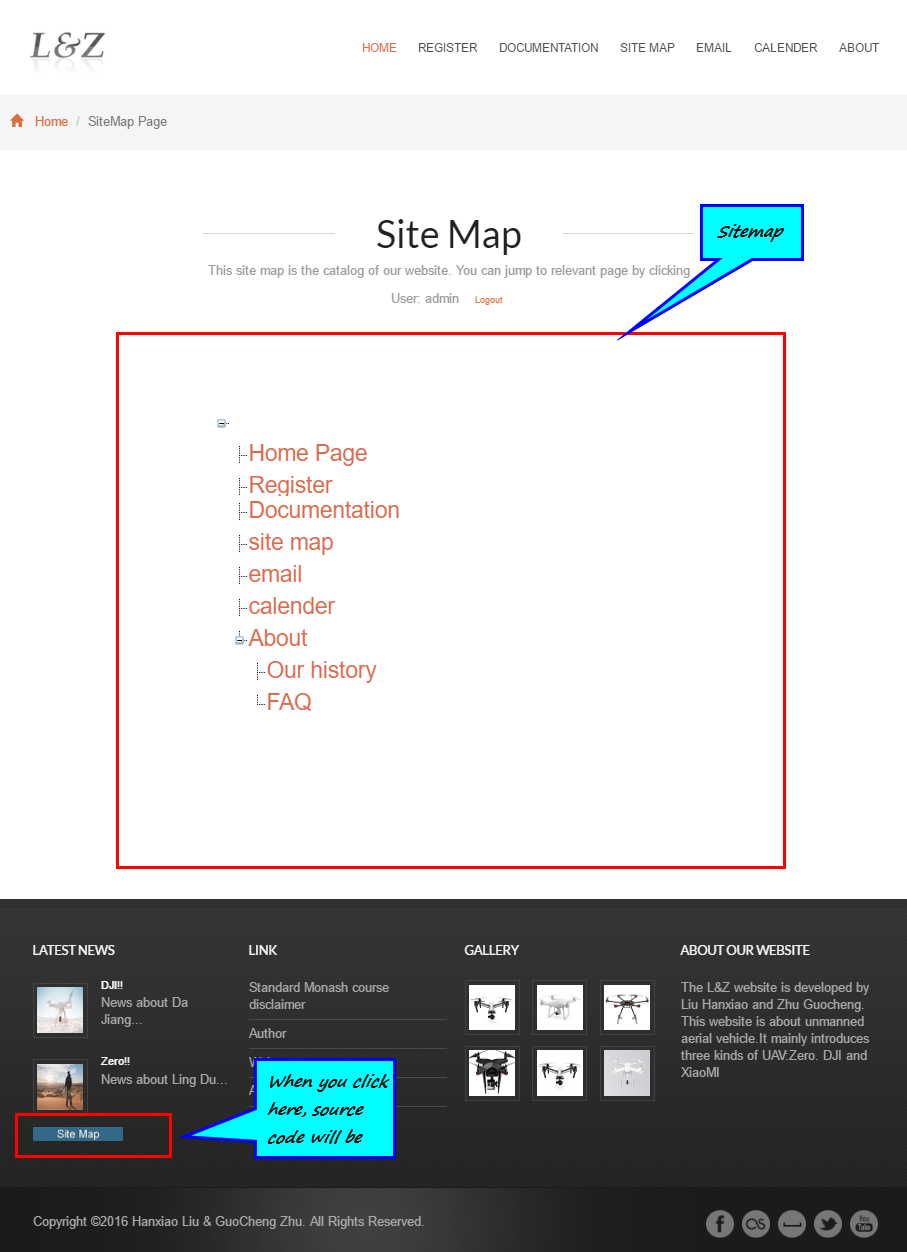 L&Z
HOME REGISTER DOCUMENTATION SITE MAP EMAIL CALENDER ABOUT
Home / SiteMap Page
Site Map
Sitemap
This site map is the catalog of our website. You can jump to relevant page by clicking
User: admin Logout
Home Page
Register
Documentation
site map
email
calender
About
Our history
FAQ
LATEST NEWS
DJI!!
News about Da
Jiang...
Zero!!
News about Ling Du...
Site Map
LINK
Standard Monash course
disclaimer
Author
When you click
here, source
code will be
GALLERY
ABOUT OUR WEBSITE
The L&Z website is developed by
Liu Hanxiao and Zhu Guocheng.
This website is about unmanned
aerial vehicle.It mainly introduces
three kinds of UAV:Zero. DJI and
XiaoMI
Copyright ©2016 Hanxiao Liu & GuoCheng Zhu. All Rights Reserved.
You
Tube